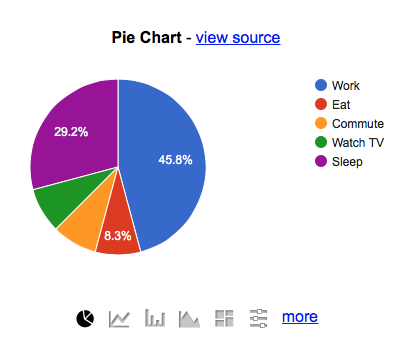 Pie Chart - view source
Work
Eat
Commute
Watch TV
Sleep
29.2%
45.8%
8.3%
more